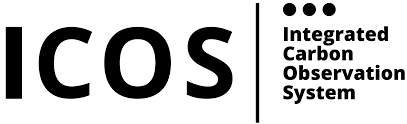 ICOS
Integrated
Carbon
Observation
System